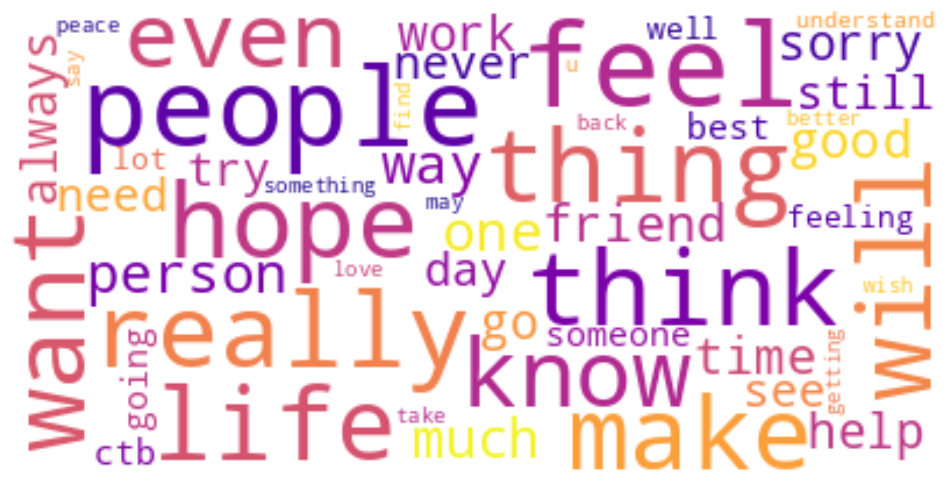 peace
even
work
well
understand
feel
sorry
say
u
never
always
people
find
still
back
best
better
good
lot
try
way
thing
need
something
may
hope
one
friend
feeling
will
want
person
love
day
think
wish
really
go
someone
know
time
going
getting
see
life
take
much
make
help
ctb